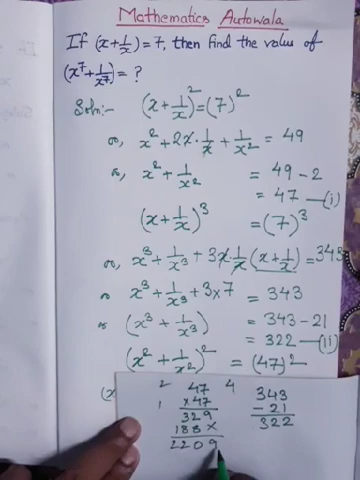 Mathematics Autowala
If (x+1/x)=7, then find the value of
(x⁷+1/x⁷)= ?
Soln:- (x+1/x)²=(7)²
or, x²+2x·1/x+1/x² = 49
or, x²+1/x² = 49-2
= 47 —(i)
(x+1/x)³ = (7)³
or, x³+1/x³+3x·1/x(x+1/x)=343
or x³+1/x³+3×7 = 343
or (x³+1/x³) = 343-21
= 322 —(ii)
(x²+1/x²)² = (47)²
(x
2 47 4
1 ×47
329
188×
2209
343
-21
322